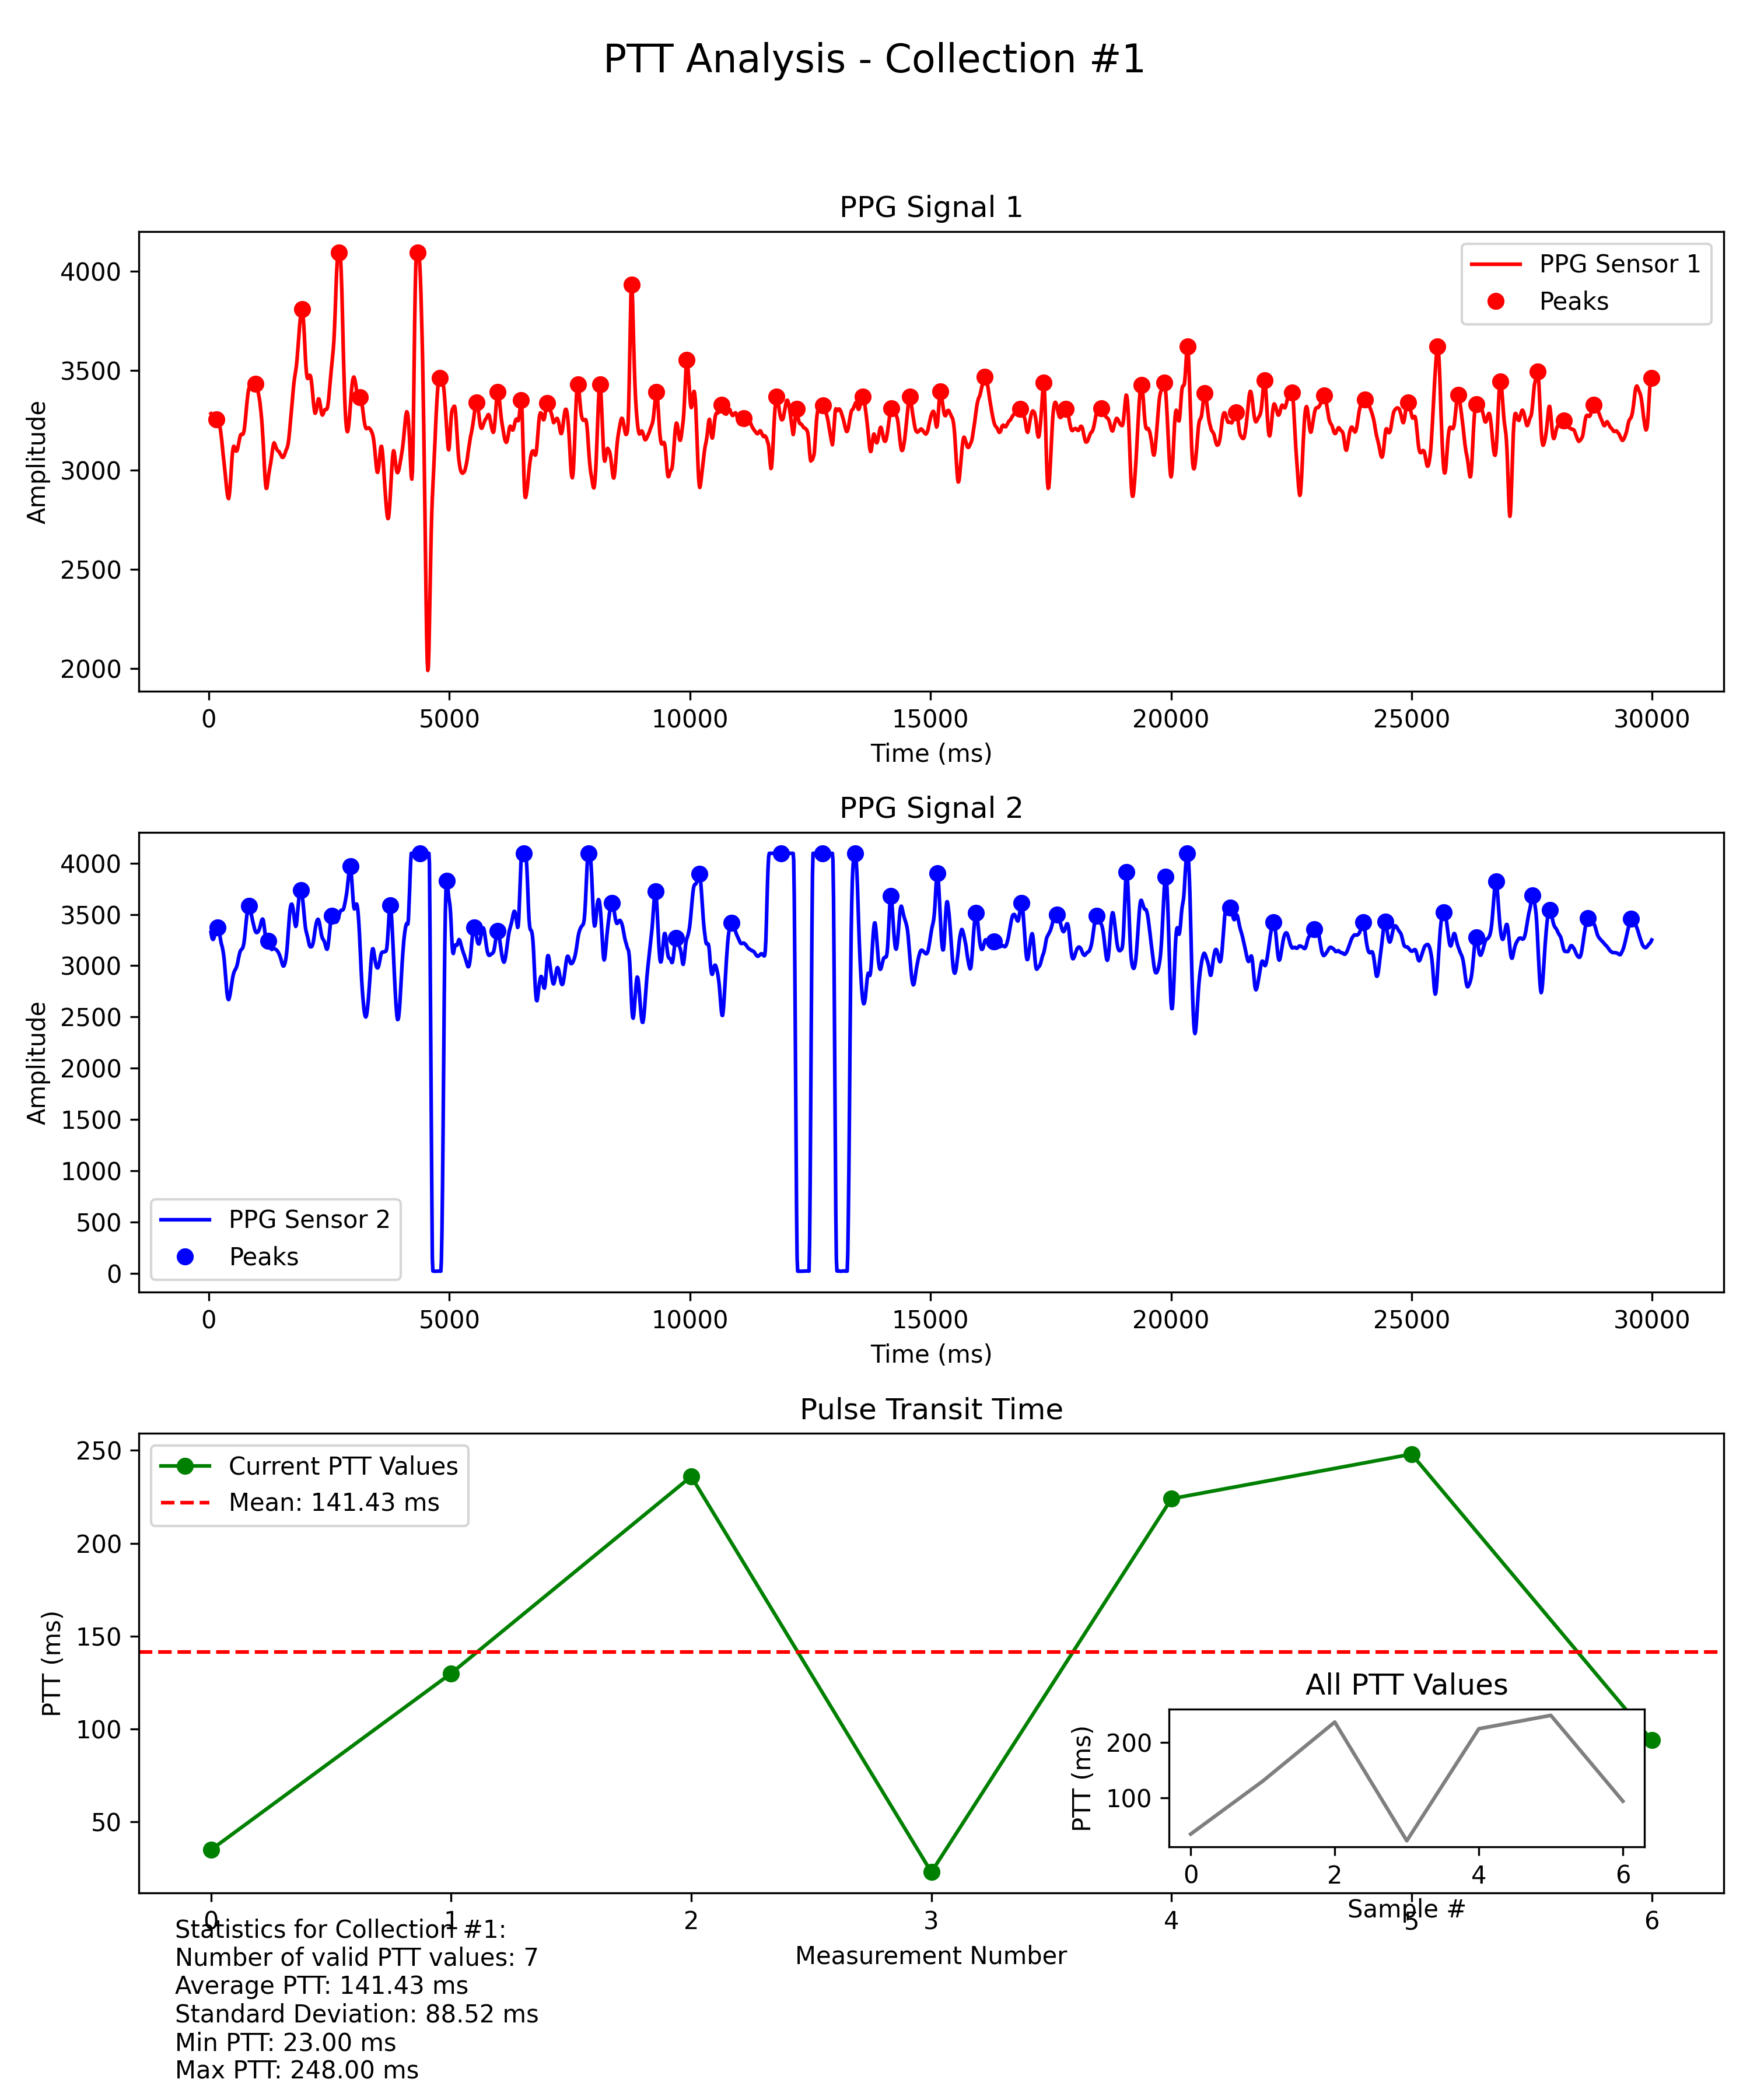 PTT Analysis - Collection #1
PPG Signal 1
Amplitude
4000
3500
3000
2500
2000
PPG Sensor 1
Peaks
0 5000 10000 15000 20000 25000 30000
Time (ms)
PPG Signal 2
Amplitude
4000
3500
3000
2500
2000
1500
1000
500
0
PPG Sensor 2
Peaks
0 5000 10000 15000 20000 25000 30000
Time (ms)
Pulse Transit Time
PTT (ms)
250
200
150
100
50
Current PTT Values
Mean: 141.43 ms
All PTT Values
PTT (ms)
200
100
0 2 4 6
Sample #
0 1 2 3 4 5 6
Measurement Number
Statistics for Collection #1:
Number of valid PTT values: 7
Average PTT: 141.43 ms
Standard Deviation: 88.52 ms
Min PTT: 23.00 ms
Max PTT: 248.00 ms